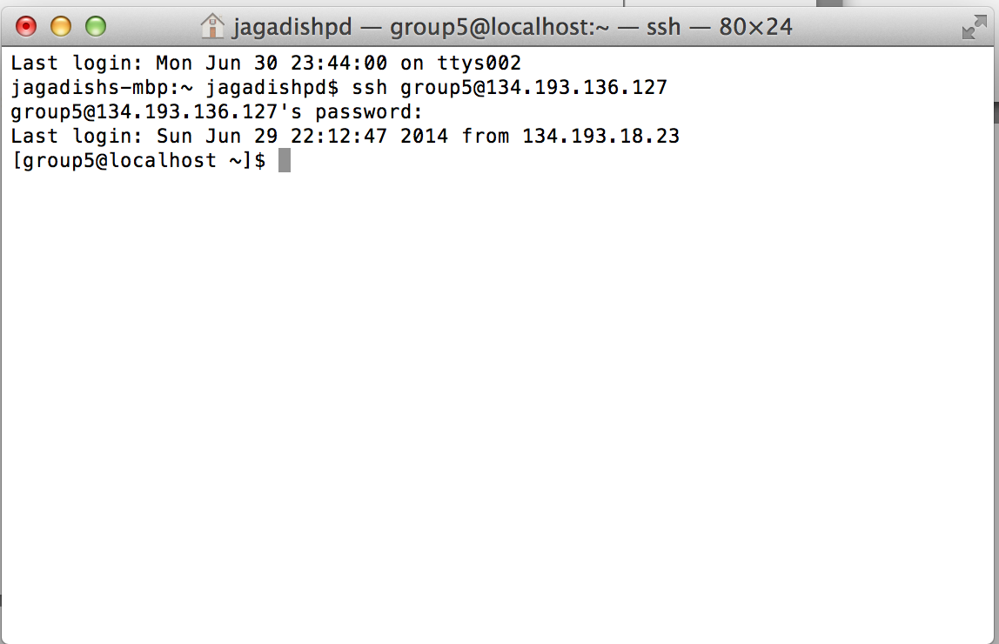 jagadishpd — group5@localhost:~ — ssh — 80×24
Last login: Mon Jun 30 23:44:00 on ttys002
jagadishs-mbp:~ jagadishpd$ ssh group5@134.193.136.127
group5@134.193.136.127's password:
Last login: Sun Jun 29 22:12:47 2014 from 134.193.18.23
[group5@localhost ~]$